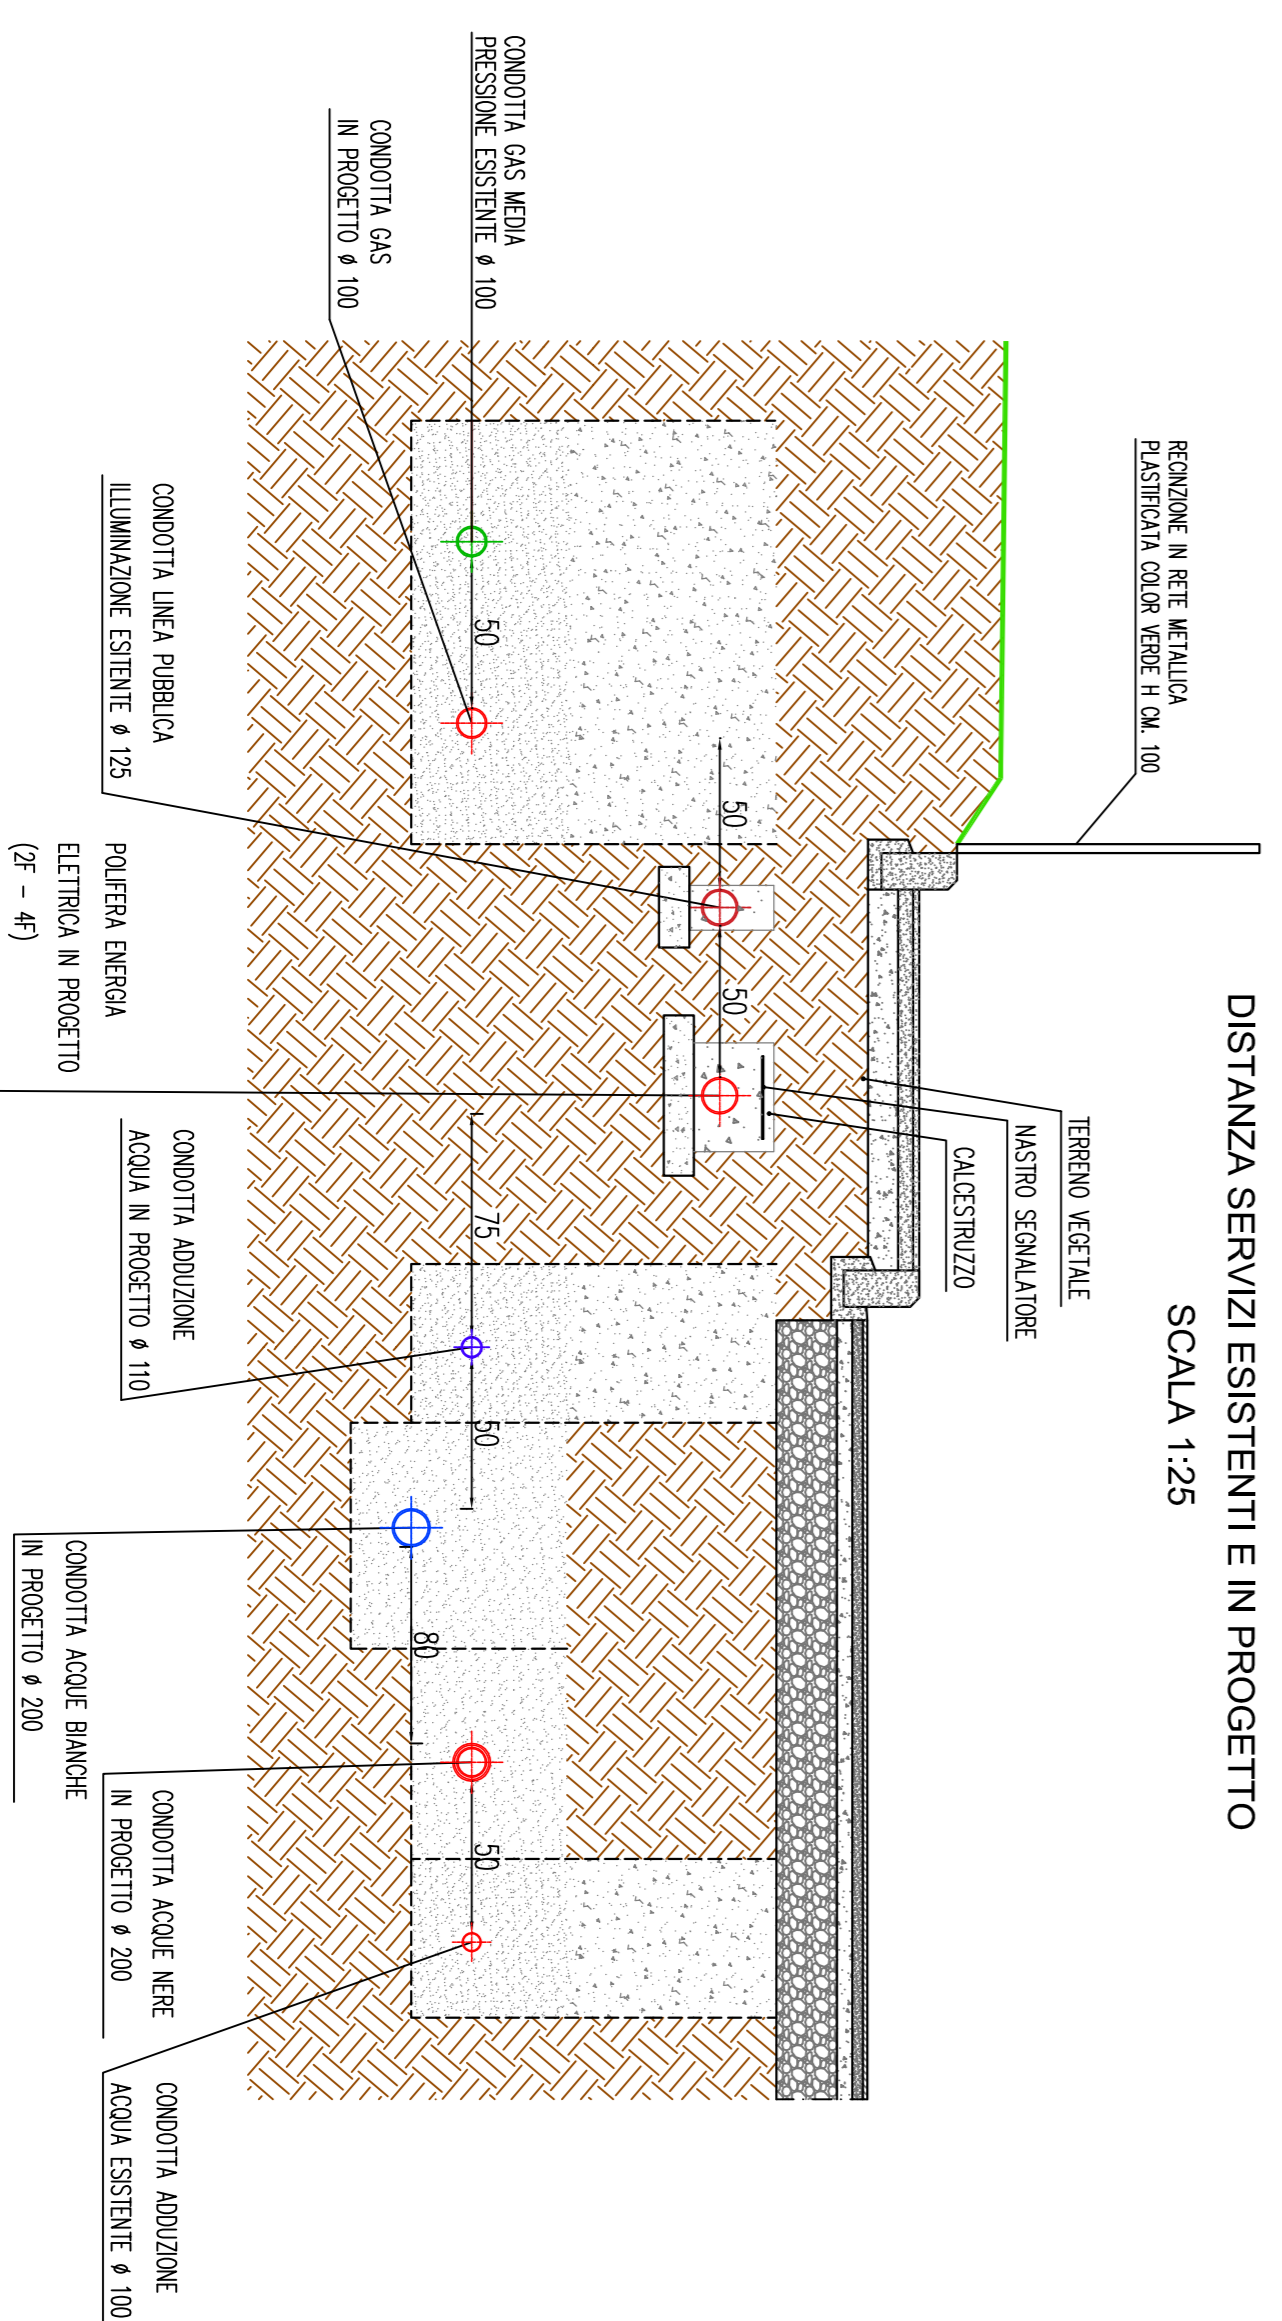 DISTANZA SERVIZI ESISTENTI E IN PROGETTO
SCALA 1:25
RECINZIONE IN RETE METALLICA
PLASTIFICATA COLOR VERDE H CM. 100
TERRENO VEGETALE
NASTRO SEGNALATORE
CALCESTRUZZO
50
50
CONDOTTA GAS MEDIA
PRESSIONE ESISTENTE ø 100
50
75
50
50
80
CONDOTTA GAS
IN PROGETTO ø 100
CONDOTTA LINEA PUBBLICA
ILLUMINAZIONE ESITENTE ø 125
POLIFERA ENERGIA
ELETTRICA IN PROGETTO
(2F - 4F)
CONDOTTA ADDUZIONE
ACQUA IN PROGETTO ø 110
CONDOTTA ACQUE BIANCHE
IN PROGETTO ø 200
CONDOTTA ACQUE NERE
IN PROGETTO ø 200
CONDOTTA ADDUZIONE
ACQUA ESISTENTE ø 100